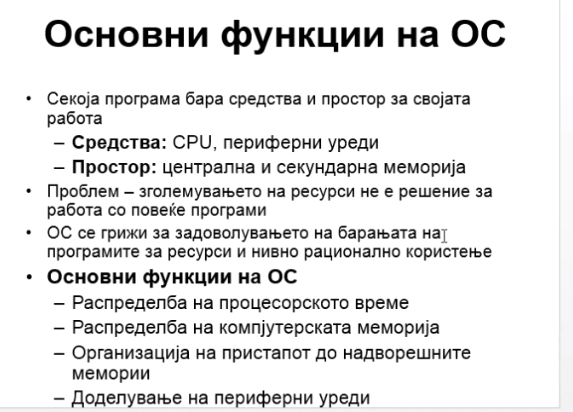 Основни функции на ОС
• Секоја програма бара средства и простор за својата
работа
– Средства: CPU, периферни уреди
– Простор: централна и секундарна меморија
• Проблем – зголемувањето на ресурси не е решение за
работа со повеќе програми
• ОС се грижи за задоволувањето на барањата на
програмите за ресурси и нивно рационално користење
• Основни функции на ОС
– Распределба на процесорското време
– Распределба на компјутерската меморија
– Организација на пристапот до надворешните
мемории
– Доделување на периферни уреди